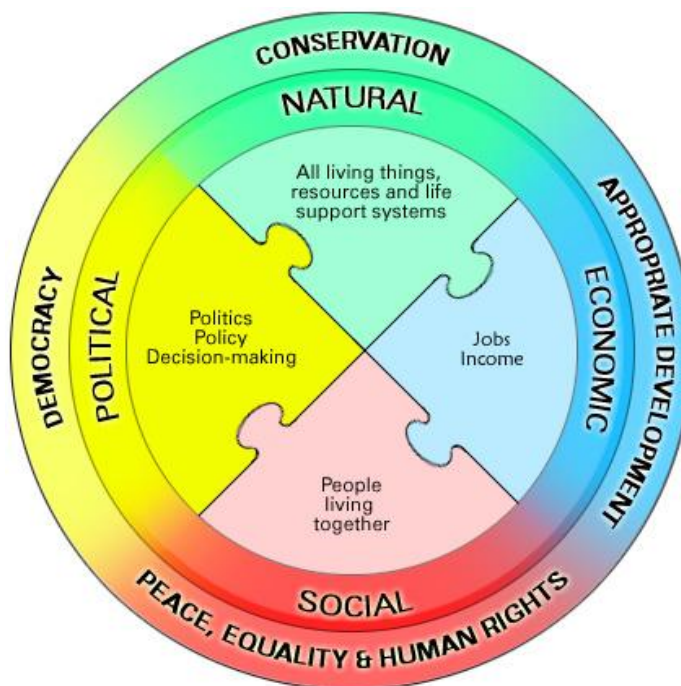 CONSERVATION
NATURAL
All living things,
resources and life
support systems
DEMOCRACY
POLITICAL
Politics
Policy
Decision-making
Jobs
Income
ECONOMIC
APPROPRIATE DEVELOPMENT
People
living
together
SOCIAL
PEACE, EQUALITY & HUMAN RIGHTS